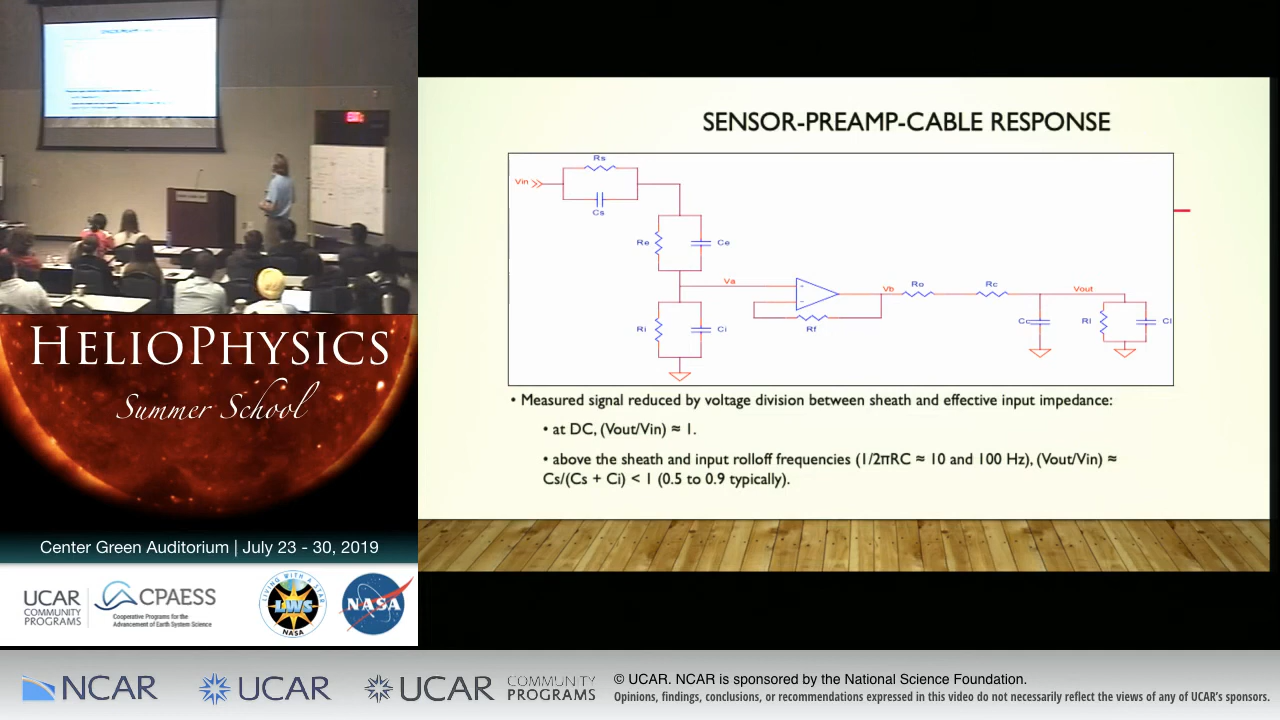 SENSOR-PREAMP-CABLE RESPONSE
Rs
Vin
Cs
Re
Ce
Va
Vb
Ro
Rc
Vout
Ri
Ci
Rf
Cc
Rl
Cl
• Measured signal reduced by voltage division between sheath and effective input impedance:
• at DC, (Vout/Vin) ≈ 1.
• above the sheath and input rolloff frequencies (1/2πRC ≈ 10 and 100 Hz), (Vout/Vin) ≈
Cs/(Cs + Ci) < 1 (0.5 to 0.9 typically).
EXIT
HELIOPHYSICS
Summer School
Center Green Auditorium | July 23 - 30, 2019
UCAR
COMMUNITY
PROGRAMS
CPAESS
Cooperative Programs for the
Advancement of Earth System Science
LIVING WITH A STAR
LWS
NASA
NASA
NCAR
UCAR
UCAR
COMMUNITY
PROGRAMS
© UCAR. NCAR is sponsored by the National Science Foundation.
Opinions, findings, conclusions, or recommendations expressed in this video do not necessarily reflect the views of any of UCAR's sponsors.